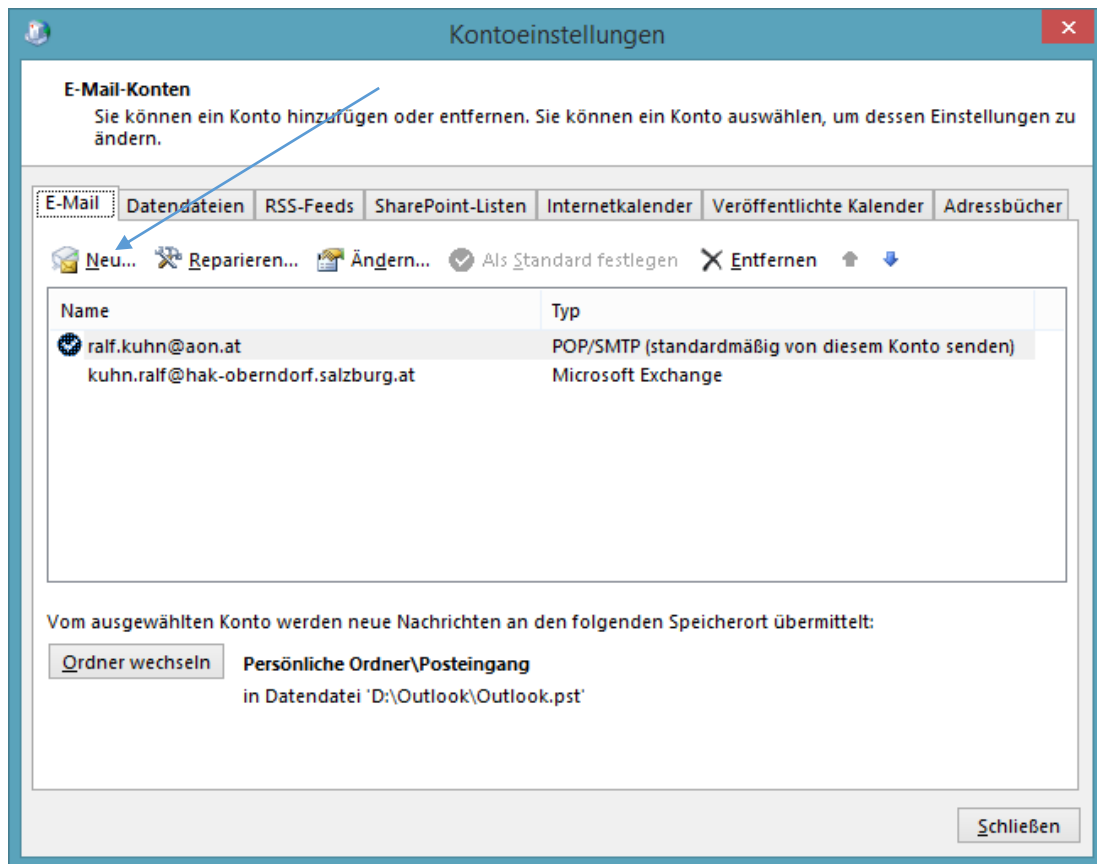 Kontoeinstellungen
E-Mail-Konten
Sie können ein Konto hinzufügen oder entfernen. Sie können ein Konto auswählen, um dessen Einstellungen zu
ändern.
E-Mail Datendateien RSS-Feeds SharePoint-Listen Internetkalender Veröffentlichte Kalender Adressbücher
Neu... Reparieren... Ändern... Als Standard festlegen Entfernen
Name Typ
ralf.kuhn@aon.at POP/SMTP (standardmäßig von diesem Konto senden)
kuhn.ralf@hak-oberndorf.salzburg.at Microsoft Exchange
Vom ausgewählten Konto werden neue Nachrichten an den folgenden Speicherort übermittelt:
Ordner wechseln Persönliche Ordner\Posteingang
in Datendatei 'D:\Outlook\Outlook.pst'
Schließen